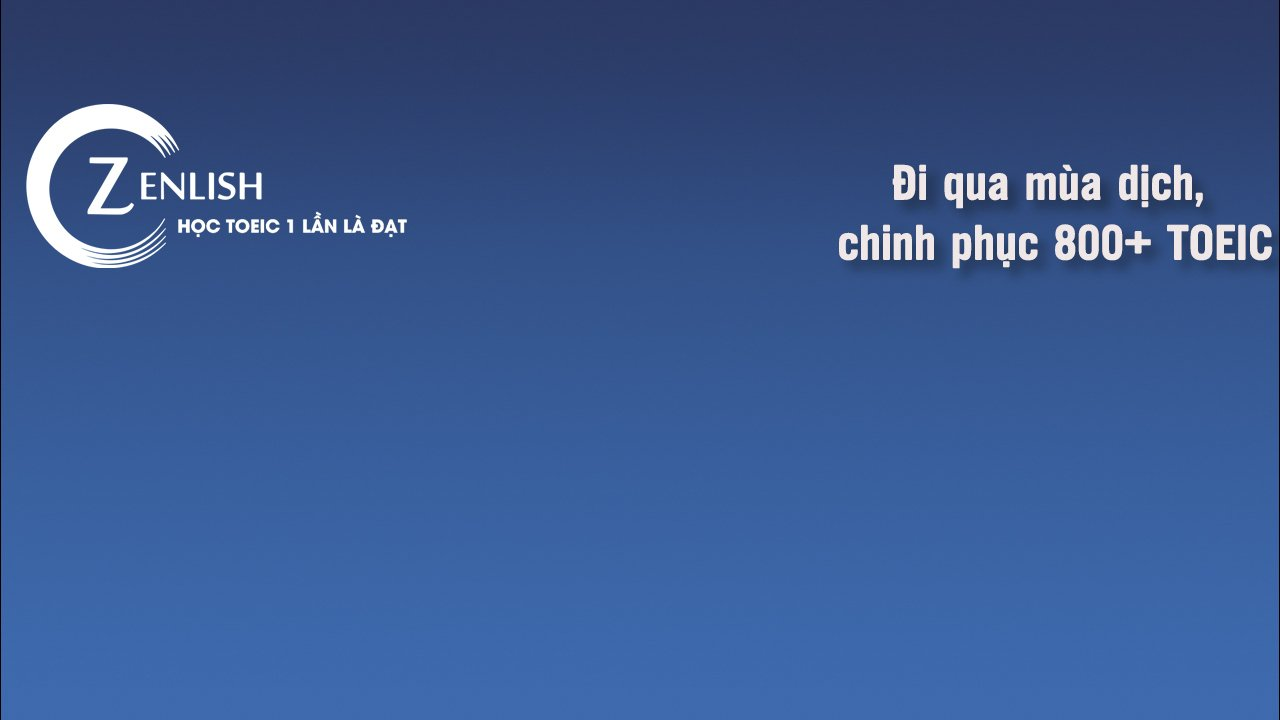 ZENLISH
HỌC TOEIC 1 LẦN LÀ ĐẠT
Đi qua mùa dịch,
chinh phục 800+ TOEIC